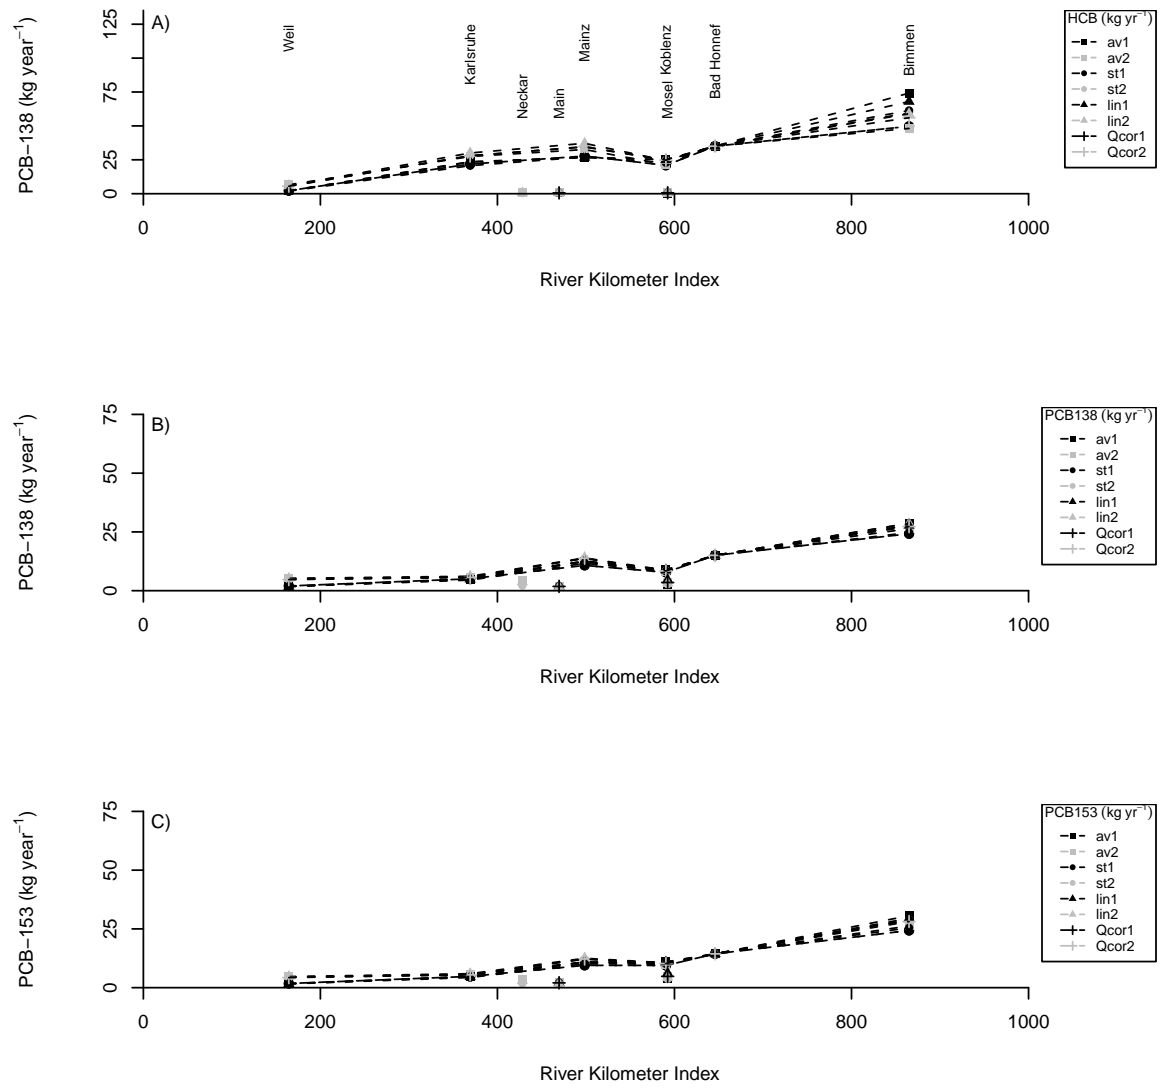 A)
PCB−138 (kg year⁻¹)
0
25
75
125
Weil
Karlsruhe
Neckar
Main
Mainz
Mosel
Koblenz
Bad Honnef
Bimmen
0
200
400
600
800
1000
River Kilometer Index
HCB (kg yr⁻¹)
av1
av2
st1
st2
lin1
lin2
Qcor1
Qcor2
B)
PCB−138 (kg year⁻¹)
0
25
50
75
0
200
400
600
800
1000
River Kilometer Index
PCB138 (kg yr⁻¹)
av1
av2
st1
st2
lin1
lin2
Qcor1
Qcor2
C)
PCB−153 (kg year⁻¹)
0
25
50
75
0
200
400
600
800
1000
River Kilometer Index
PCB153 (kg yr⁻¹)
av1
av2
st1
st2
lin1
lin2
Qcor1
Qcor2